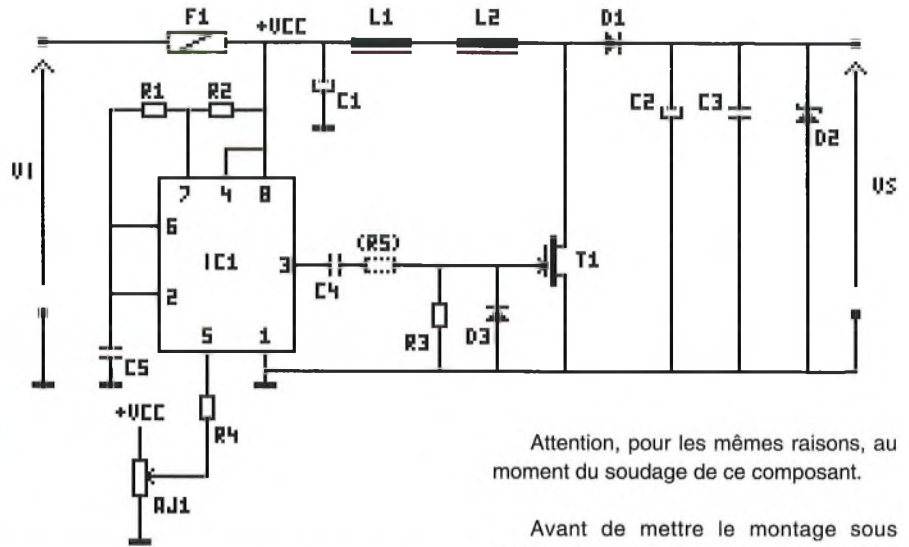 F1
+VCC
L1
L2
D1
R1
R2
C1
C2
C3
D2
VI
VS
7
4
8
6
IC1
3
(R5)
T1
2
C4
5
1
R3
D3
C5
+VCC
R4
AJ1
Attention, pour les mêmes raisons, au
moment du soudage de ce composant.
Avant de mettre le montage sous